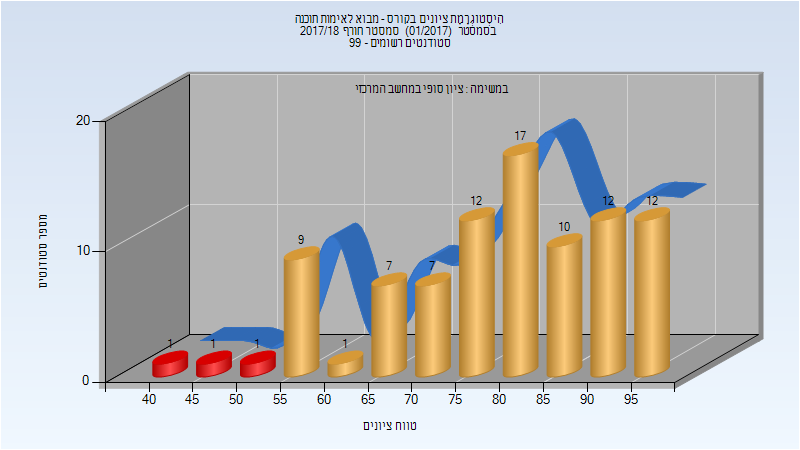 היסטוגרמת ציונים בקורס - מבוא לאימות תוכנה
בסמסטר (01/2017) סמסטר חורף 2017/18
סטודנטים רשומים - 99
במשימה : ציון סופי במחשב המרכזי
20
10
0
מספר סטודנטים
1
1
1
9
1
7
7
12
17
10
12
12
40 45 50 55 60 65 70 75 80 85 90 95
טווח ציונים